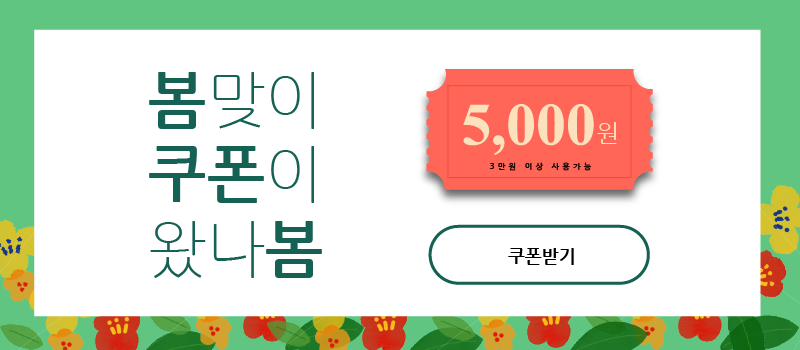 봄맞이
쿠폰이
왔나봄
5,000원
3만원 이상 사용가능
쿠폰받기